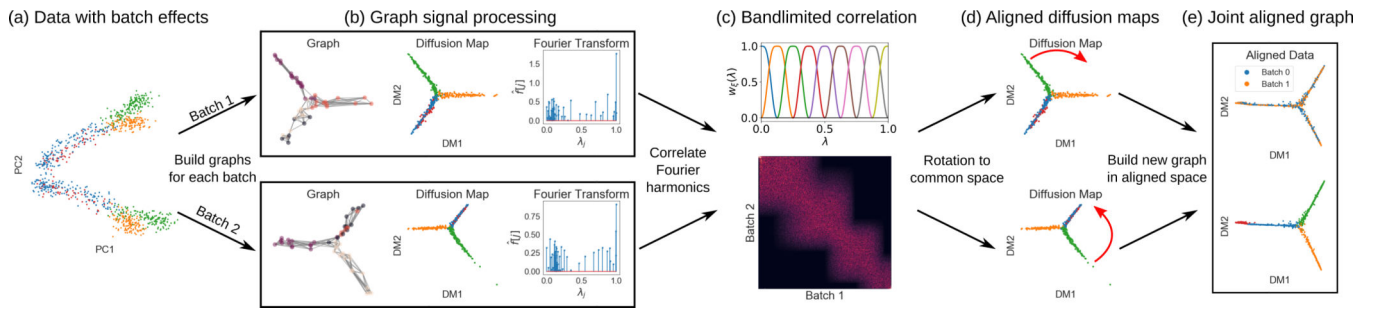 (a) Data with batch effects
PC2
PC1
Batch 1
Build graphs
for each batch
Batch 2
(b) Graph signal processing
Graph
Diffusion Map
DM2
DM1
Fourier Transform
f̂[j]
1.5
1.0
0.5
0.0
0.0
0.5
1.0
λj
Graph
Diffusion Map
DM2
DM1
Fourier Transform
f̂[j]
0.75
0.50
0.25
0.00
0.0
0.5
1.0
λj
Correlate
Fourier
harmonics
(c) Bandlimited correlation
wξ(λ)
1.0
0.5
0.0
0.0
0.25
0.5
0.75
1.0
λ
Batch 2
Batch 1
Rotation to
common space
(d) Aligned diffusion maps
Diffusion Map
DM2
DM1
Diffusion Map
DM2
DM1
Build new graph
in aligned space
(e) Joint aligned graph
Aligned Data
Batch 0
Batch 1
DM2
DM1
DM2
DM1